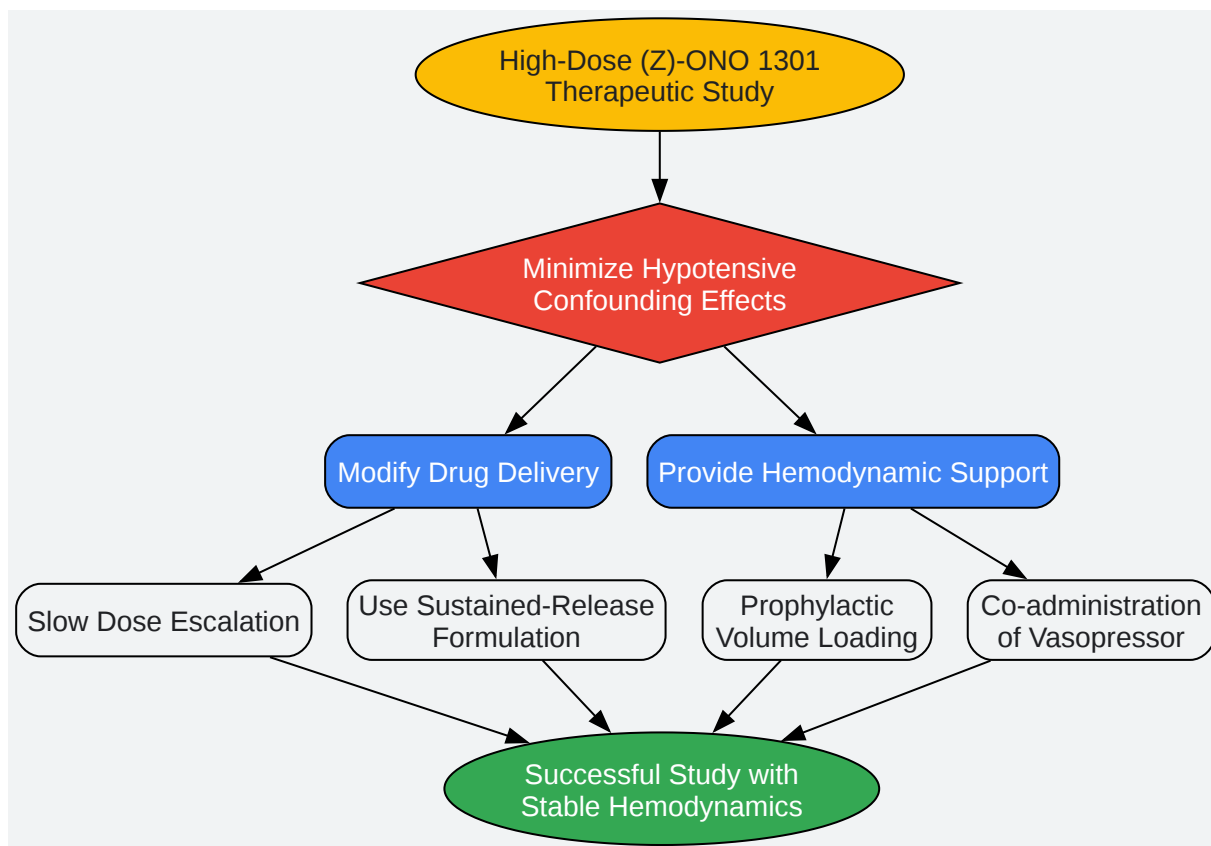 High-Dose (Z)-ONO 1301
Therapeutic Study
Minimize Hypotensive
Confounding Effects
Modify Drug Delivery
Provide Hemodynamic Support
Slow Dose Escalation
Use Sustained-Release
Formulation
Prophylactic
Volume Loading
Co-administration
of Vasopressor
Successful Study with
Stable Hemodynamics